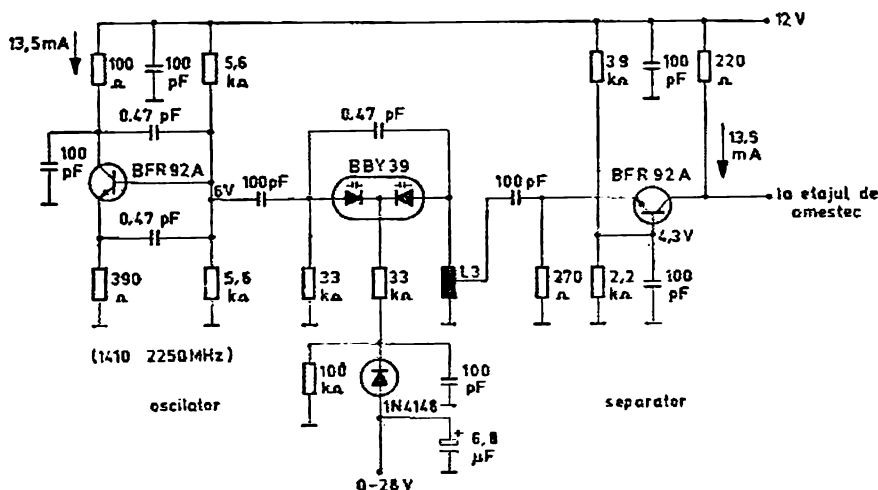 12 V
13,5mA
100 Ω
100 pF
5,6 kΩ
39 kΩ
100 pF
220 Ω
0.47 pF
0.47 pF
13,5 mA
100 pF
BFR92A
BBY39
BFR 92A
6V
100pF
100 pF
la etajul de
amestec
0.47 pF
4,3 V
390 Ω
5,6 kΩ
33 kΩ
33 kΩ
L3
270 Ω
2,2 kΩ
100 pF
(1410 2250MHz)
100 kΩ
100 pF
oscilator
1N4148
separator
+
6,8 µF
0-28V